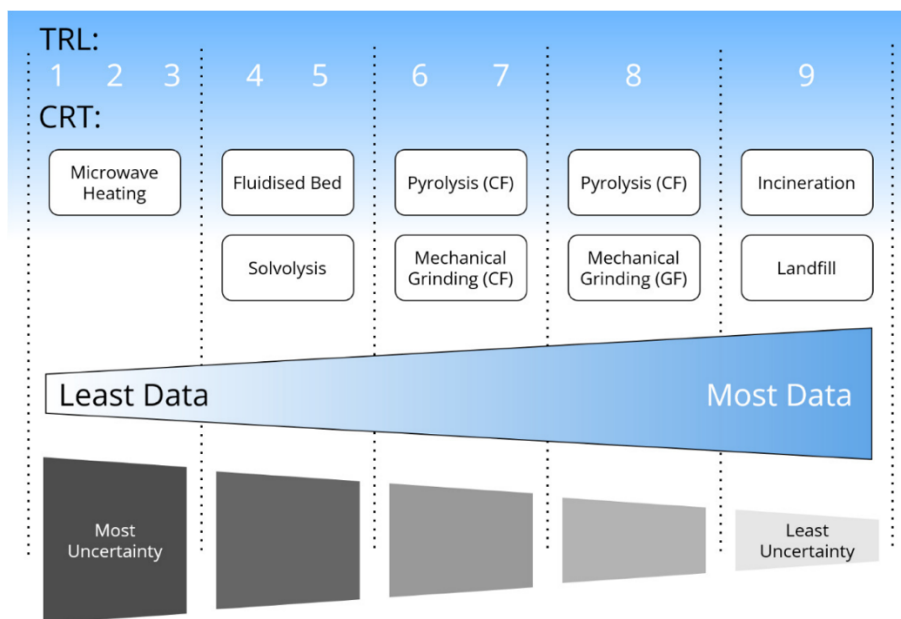 TRL:
1 2 3 4 5 6 7 8 9
CRT:
Microwave
Heating
Fluidised Bed
Pyrolysis (CF)
Pyrolysis (CF)
Incineration
Solvolysis
Mechanical
Grinding (CF)
Mechanical
Grinding (GF)
Landfill
Least Data
Most Data
Most
Uncertainty
Least
Uncertainty